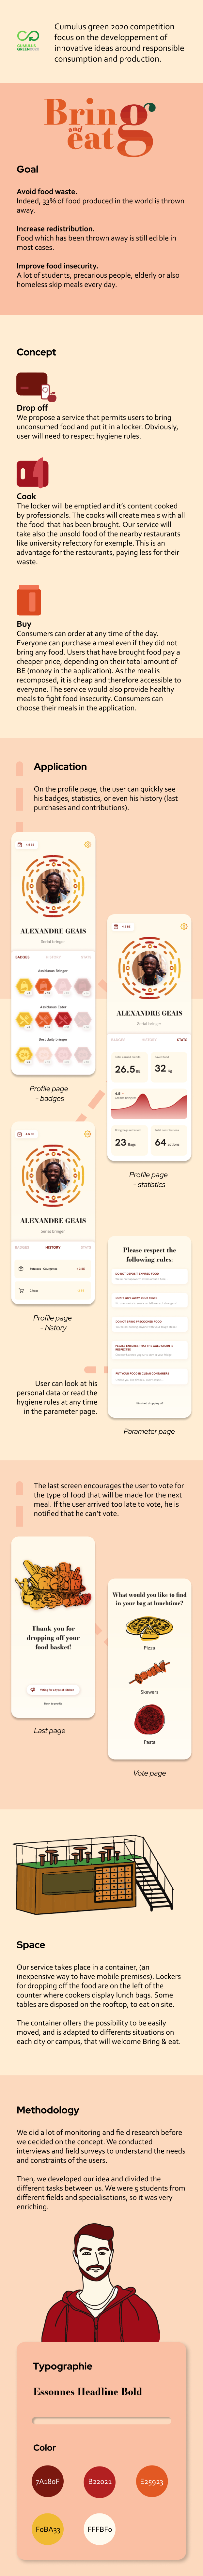 Cumulus green 2020 competition
focus on the developpement of
innovative ideas around responsible
consumption and production.
CUMULUS
GREEN2020
Bring
and
eat
Goal
Avoid food waste.
Indeed, 33% of food produced in the world is thrown
away.
Increase redistribution.
Food which has been thrown away is still edible in
most cases.
Improve food insecurity.
A lot of students, precarious people, elderly or also
homeless skip meals every day.
Concept
Drop off
We propose a service that permits users to bring
unconsumed food and put it in a locker. Obviously,
user will need to respect hygiene rules.
Cook
The locker will be emptied and it's content cooked
by professionals. The cooks will create meals with all
the food that has been brought. Our service will
take also the unsold food of the nearby restaurants
like university refectory for exemple. This is an
advantage for the restaurants, paying less for their
waste.
Buy
Consumers can order at any time of the day.
Everyone can purchase a meal even if they did not
bring any food. Users that have brought food pay a
cheaper price, depending on their total amount of
BE (money in the application). As the meal is
recomposed, it is cheap and therefore accessible to
everyone. The service would also provide healthy
meals to fight food insecurity. Consumers can
choose their meals in the application.
Application
On the profile page, the user can quickly see
his badges, statistics, or even his history (last
purchases and contributions).
ALEXANDRE GEAIS
Serial bringer
BADGES HISTORY STATS
Assiduous Bringer
Assiduous Eater
Best daily bringer
Profile page
- badges
ALEXANDRE GEAIS
Serial bringer
BADGES HISTORY STATS
26.5 BE
32 Kg
4.5
23 Bags
64 actions
Profile page
- statistics
ALEXANDRE GEAIS
Serial bringer
BADGES HISTORY STATS
Profile page
- history
Please respect the
following rules:
DO NOT DEPOSIT EXPIRED FOOD
DON'T GIVE AWAY YOUR RESTS
DO NOT BRING PRECOOKED FOOD
PLEASE ENSURED THAT THE COLD CHAIN IS
RESPECTED
PUT YOUR FOOD IN CLEAN CONTAINERS
I finished dropping off
Parameter page
User can look at his
personal data or read the
hygiene rules at any time
in the parameter page.
The last screen encourages the user to vote for
the type of food that will be made for the next
meal. If the user arrived too late to vote, he is
notified that he can't vote.
Thank you for
dropping off your
food basket!
Voting for a type of kitchen
Back to profile
Last page
What would you like to find
in your bag at lunchtime?
Pizza
Skewers
Pasta
Vote page
Space
Our service takes place in a container, (an
inexpensive way to have mobile premises). Lockers
for dropping off the food are on the left of the
counter where cookers display lunch bags. Some
tables are disposed on the rooftop, to eat on site.
The container offers the possibility to be easily
moved, and is adapted to differents situations on
each city or campus, that will welcome Bring & eat.
Methodology
We did a lot of monitoring and field research before
we decided on the concept. We conducted
interviews and field surveys to understand the needs
and constraints of the users.
Then, we developed our idea and divided the
different tasks between us. We were 5 students from
different fields and specialisations, so it was very
enriching.
Typographie
Essonnes Headline Bold
Color
7A180F
B22021
E25923
F0BA33
FFFBF0